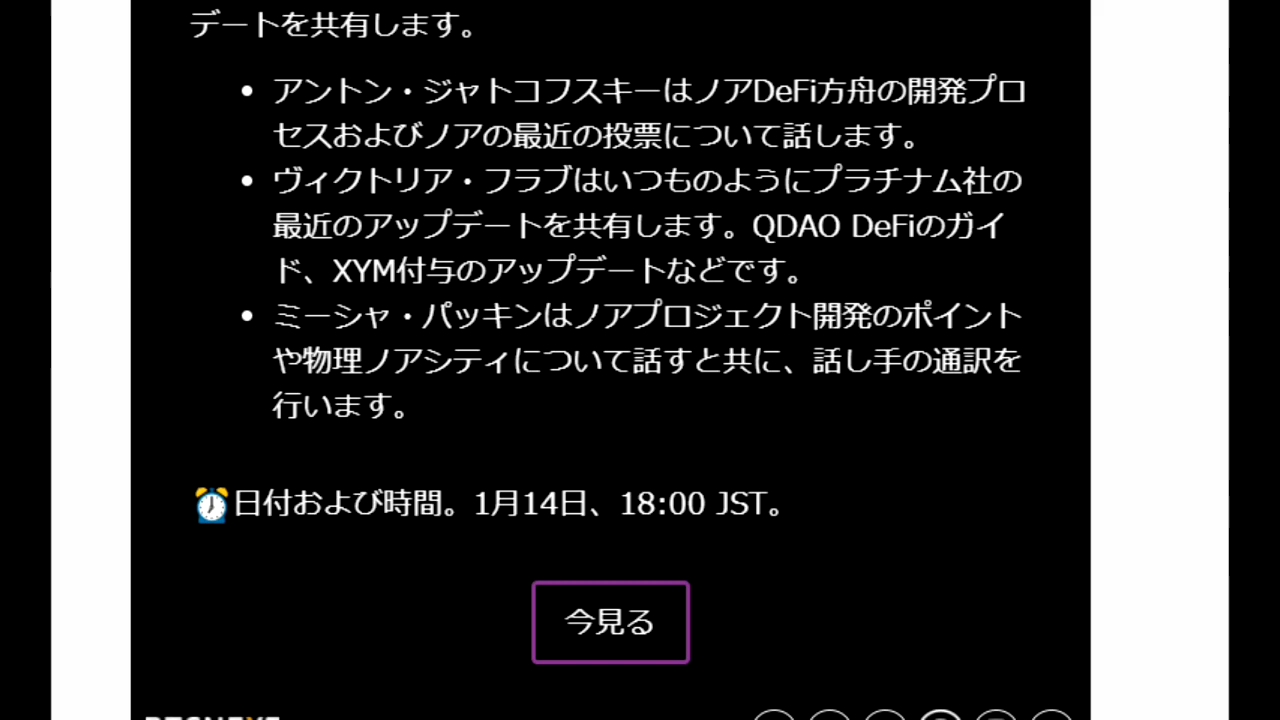 デートを共有します。
• アントン・ジャトコフスキーはノアDeFi方舟の開発プロ
セスおよびノアの最近の投票について話します。
• ヴィクトリア・フラブはいつものようにプラチナム社の
最近のアップデートを共有します。QDAO DeFiのガイ
ド、XYM付与のアップデートなどです。
• ミーシャ・パッキンはノアプロジェクト開発のポイント
や物理ノアシティについて話すと共に、話し手の通訳を
行います。
⏰日付および時間。1月14日、18:00 JST。
今見る